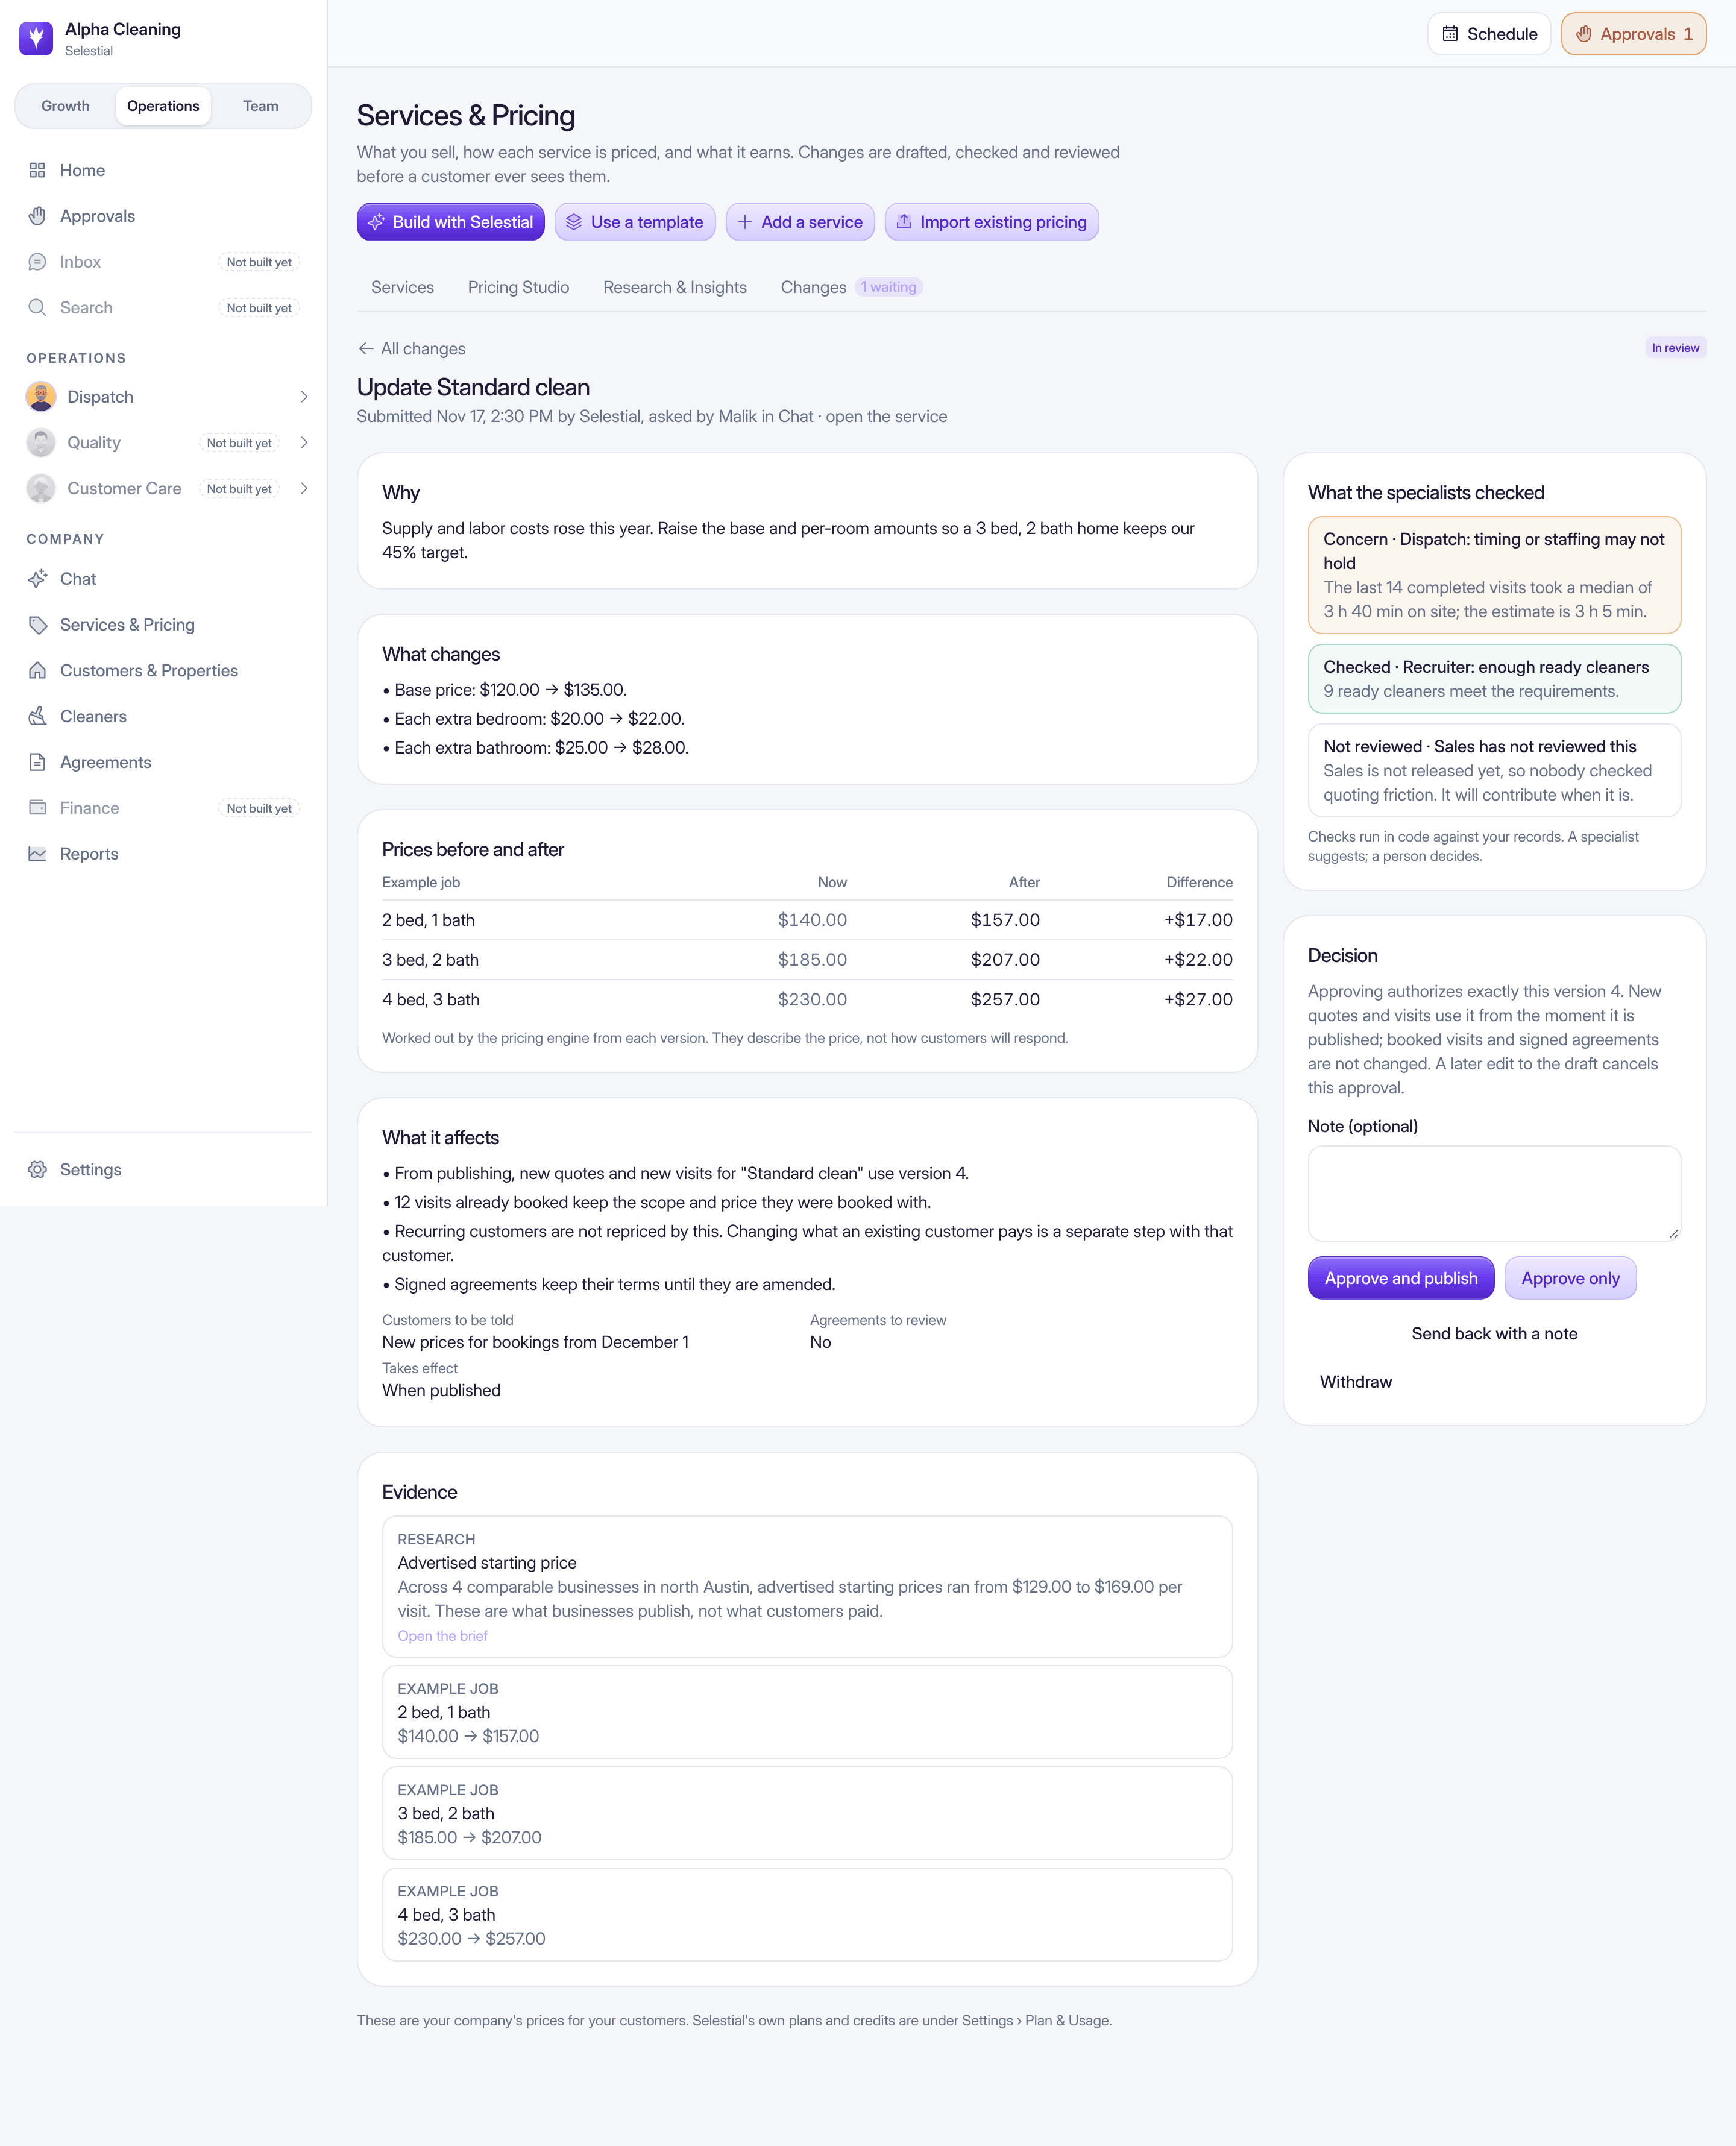 Alpha Cleaning
Selestial
Growth
Operations
Team
Home
Approvals
Inbox
Not built yet
Search
Not built yet
OPERATIONS
Dispatch
Quality
Not built yet
Customer Care
Not built yet
COMPANY
Chat
Services & Pricing
Customers & Properties
Cleaners
Agreements
Finance
Not built yet
Reports
Settings
Schedule
Approvals 1
Services & Pricing
What you sell, how each service is priced, and what it earns. Changes are drafted, checked and reviewed
before a customer ever sees them.
Build with Selestial
Use a template
Add a service
Import existing pricing
Services
Pricing Studio
Research & Insights
Changes
1 waiting
← All changes
In review
Update Standard clean
Submitted Nov 17, 2:30 PM by Selestial, asked by Malik in Chat · open the service
Why
Supply and labor costs rose this year. Raise the base and per-room amounts so a 3 bed, 2 bath home keeps our
45% target.
What changes
• Base price: $120.00 → $135.00.
• Each extra bedroom: $20.00 → $22.00.
• Each extra bathroom: $25.00 → $28.00.
Prices before and after
Example job Now After Difference
2 bed, 1 bath $140.00 $157.00 +$17.00
3 bed, 2 bath $185.00 $207.00 +$22.00
4 bed, 3 bath $230.00 $257.00 +$27.00
Worked out by the pricing engine from each version. They describe the price, not how customers will respond.
What it affects
• From publishing, new quotes and new visits for "Standard clean" use version 4.
• 12 visits already booked keep the scope and price they were booked with.
• Recurring customers are not repriced by this. Changing what an existing customer pays is a separate step with that
customer.
• Signed agreements keep their terms until they are amended.
Customers to be told
New prices for bookings from December 1
Agreements to review
No
Takes effect
When published
Evidence
RESEARCH
Advertised starting price
Across 4 comparable businesses in north Austin, advertised starting prices ran from $129.00 to $169.00 per
visit. These are what businesses publish, not what customers paid.
Open the brief
EXAMPLE JOB
2 bed, 1 bath
$140.00 → $157.00
EXAMPLE JOB
3 bed, 2 bath
$185.00 → $207.00
EXAMPLE JOB
4 bed, 3 bath
$230.00 → $257.00
What the specialists checked
Concern · Dispatch: timing or staffing may not
hold
The last 14 completed visits took a median of
3 h 40 min on site; the estimate is 3 h 5 min.
Checked · Recruiter: enough ready cleaners
9 ready cleaners meet the requirements.
Not reviewed · Sales has not reviewed this
Sales is not released yet, so nobody checked
quoting friction. It will contribute when it is.
Checks run in code against your records. A specialist
suggests; a person decides.
Decision
Approving authorizes exactly this version 4. New
quotes and visits use it from the moment it is
published; booked visits and signed agreements
are not changed. A later edit to the draft cancels
this approval.
Note (optional)
Approve and publish
Approve only
Send back with a note
Withdraw
These are your company's prices for your customers. Selestial's own plans and credits are under Settings › Plan & Usage.